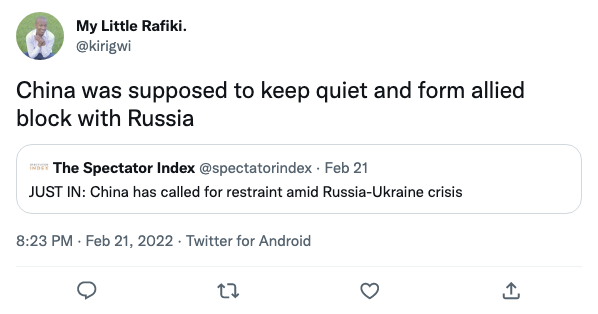 My Little Rafiki.
@kirigwi
China was supposed to keep quiet and form allied
block with Russia
The Spectator Index @spectatorindex · Feb 21
JUST IN: China has called for restraint amid Russia-Ukraine crisis
8:23 PM · Feb 21, 2022 · Twitter for Android